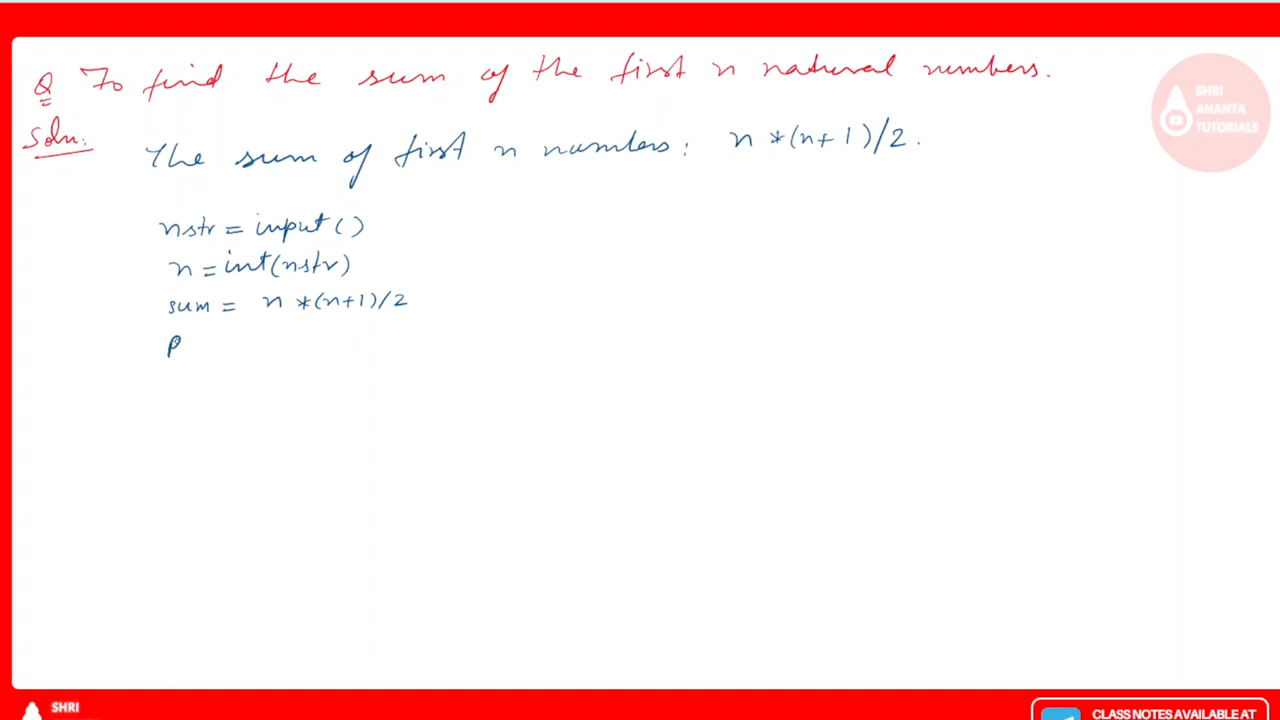 Q To find the sum of the first n natural numbers.
Soln:
The sum of first n numbers: n *(n+1)/2.
nstr = input()
n = int(nstr)
sum = n *(n+1)/2
p
SHRI
ANANTA
TUTORIALS
SHRI
CLASS NOTES AVAILABLE AT